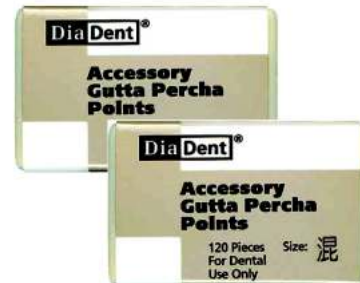 DiaDent®
Accessory
Gutta Percha
Points
DiaDent®
Accessory
Gutta Percha
Points
120 Pieces Size: 混
For Dental
Use Only